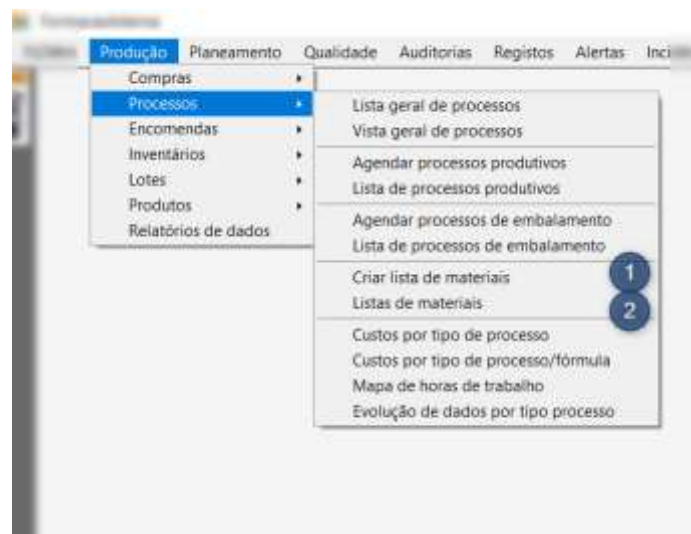 Produção Planeamento Qualidade Auditorias Registos Alertas
Compras
Processos
Encomendas
Inventários
Lotes
Produtos
Relatórios de dados
Lista geral de processos
Vista geral de processos
Agendar processos produtivos
Lista de processos produtivos
Agendar processos de embalamento
Lista de processos de embalamento
Criar lista de materiais 1
Listas de materiais 2
Custos por tipo de processo
Custos por tipo de processo/fórmula
Mapa de horas de trabalho
Evolução de dados por tipo processo